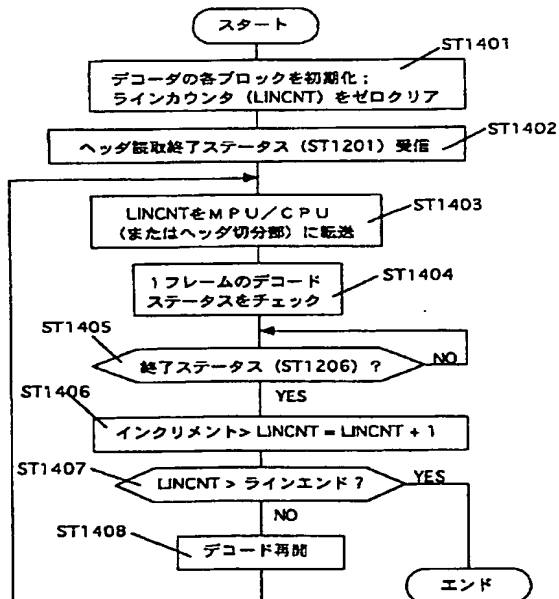 スタート
ST1401
デコーダの各ブロックを初期化；
ラインカウンタ（LINCNT）をゼロクリア
ST1402
ヘッダ読取終了ステータス（ST1201）受信
ST1403
LINCNTをMPU／CPU
（またはヘッダ切分部）に転送
ST1404
1フレームのデコード
ステータスをチェック
ST1405
終了ステータス（ST1206）？
NO
YES
ST1406
インクリメント> LINCNT = LINCNT + 1
ST1407
LINCNT > ラインエンド？
YES
NO
ST1408
デコード再開
エンド